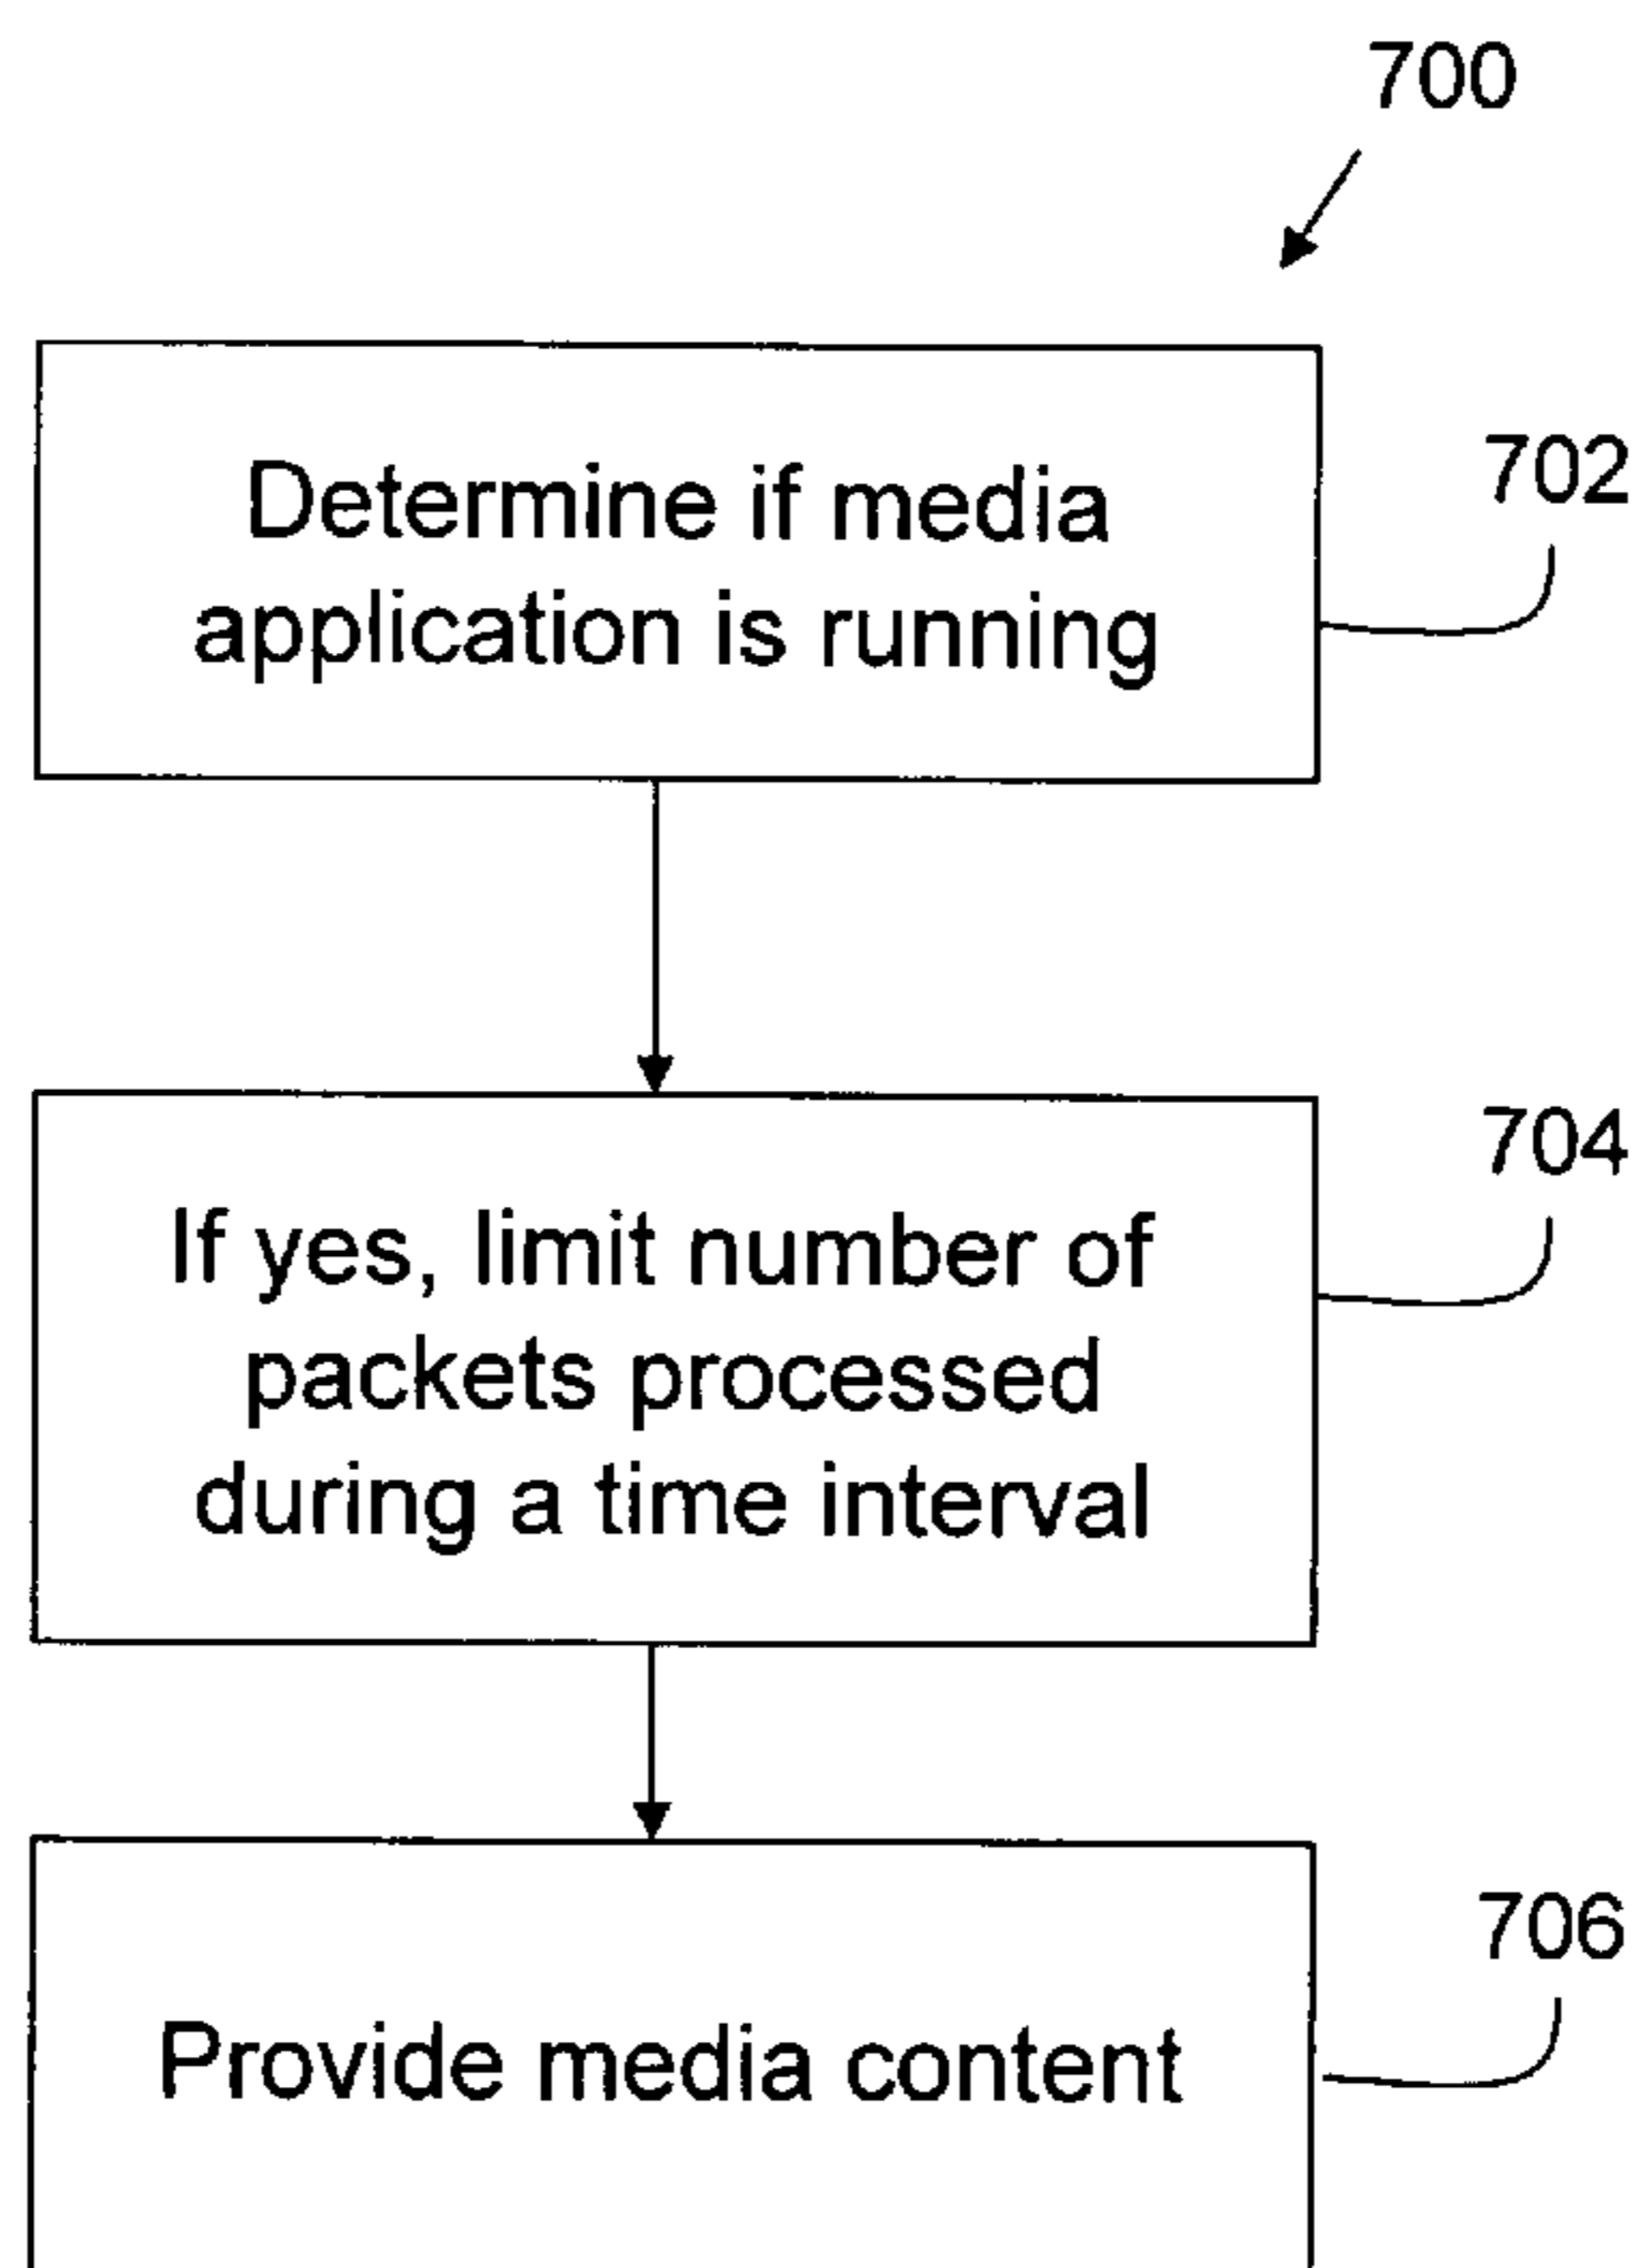 700
702
Determine if media
application is running
704
If yes, limit number of
packets processed
during a time interval
706
Provide media content